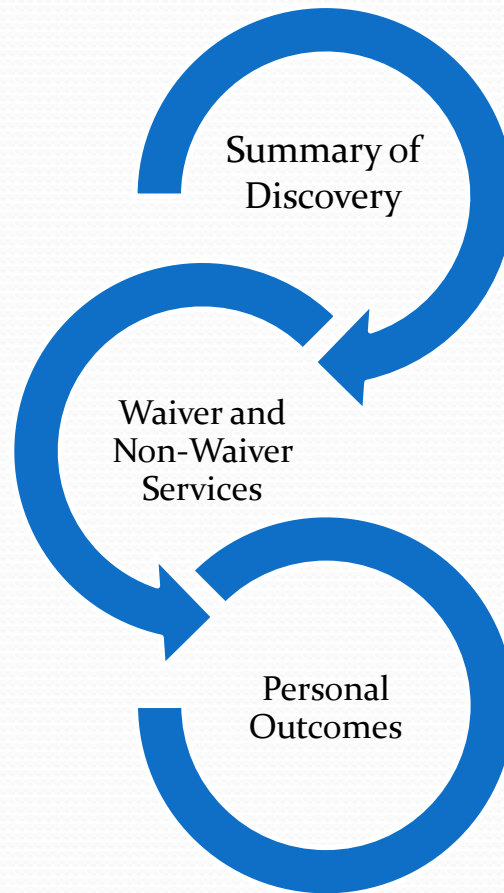 Summary of
Discovery
Waiver and
Non-Waiver
Services
Personal
Outcomes